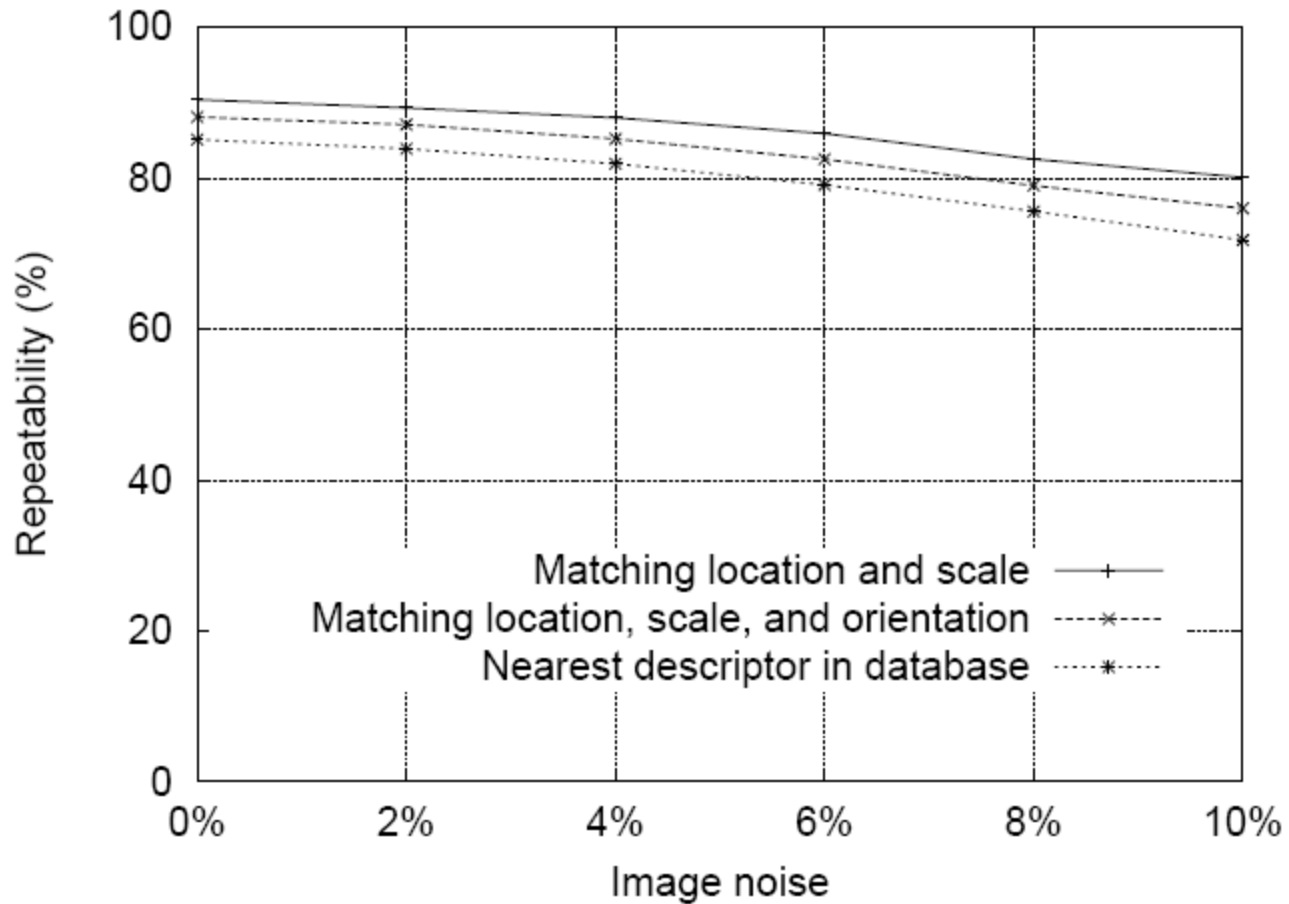 100
80
60
40
20
0
Repeatability (%)
Matching location and scale
Matching location, scale, and orientation
Nearest descriptor in database
0% 2% 4% 6% 8% 10%
Image noise